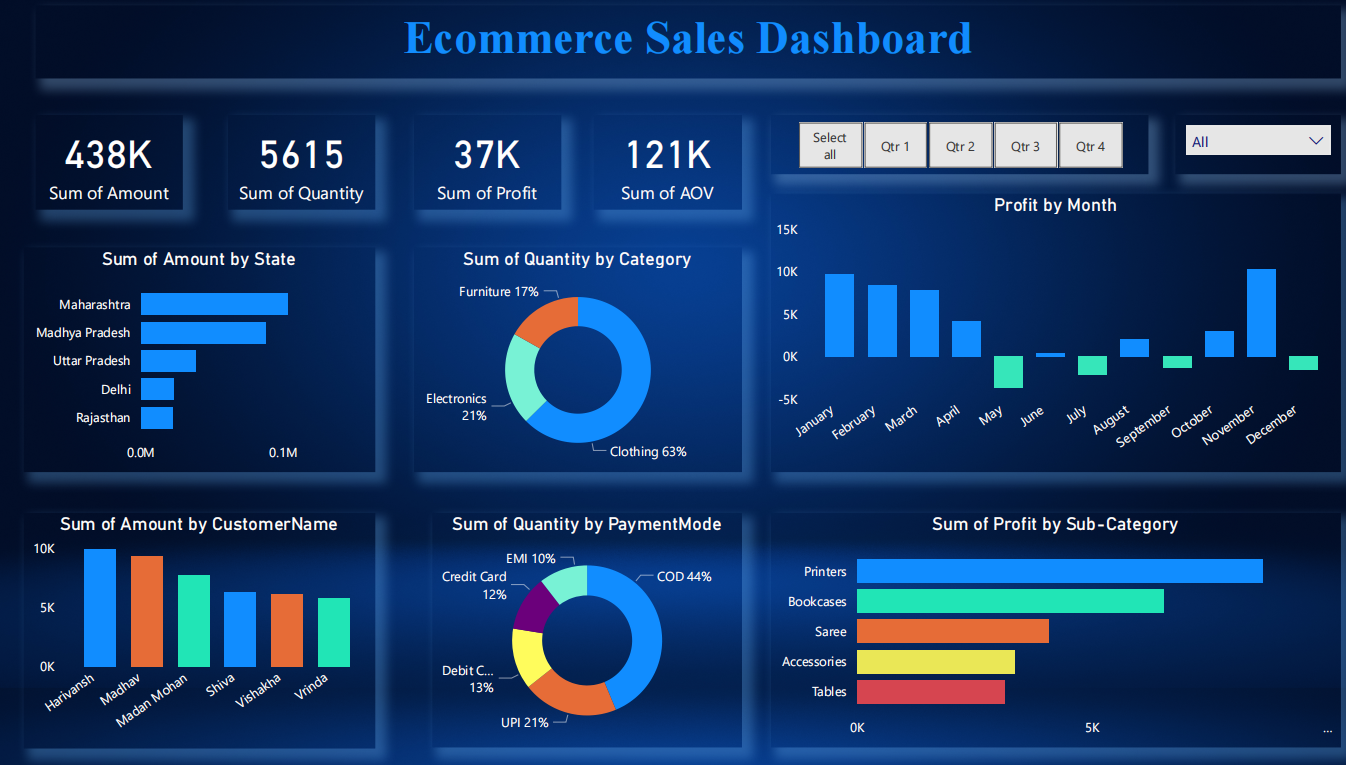 Ecommerce Sales Dashboard
438K
Sum of Amount
5615
Sum of Quantity
37K
Sum of Profit
121K
Sum of AOV
Select
all
Qtr 1
Qtr 2
Qtr 3
Qtr 4
All
Sum of Amount by State
Maharashtra
Madhya Pradesh
Uttar Pradesh
Delhi
Rajasthan
0.0M
0.1M
Sum of Quantity by Category
Furniture 17%
Electronics
21%
Clothing 63%
Profit by Month
15K
10K
5K
0K
-5K
January
February
March
April
May
June
July
August
September
October
November
December
Sum of Amount by CustomerName
10K
5K
0K
Harivansh
Madhav
Madan Mohan
Shiva
Vishakha
Vrinda
Sum of Quantity by PaymentMode
EMI 10%
Credit Card
12%
COD 44%
Debit C...
13%
UPI 21%
Sum of Profit by Sub-Category
Printers
Bookcases
Saree
Accessories
Tables
0K
5K
...